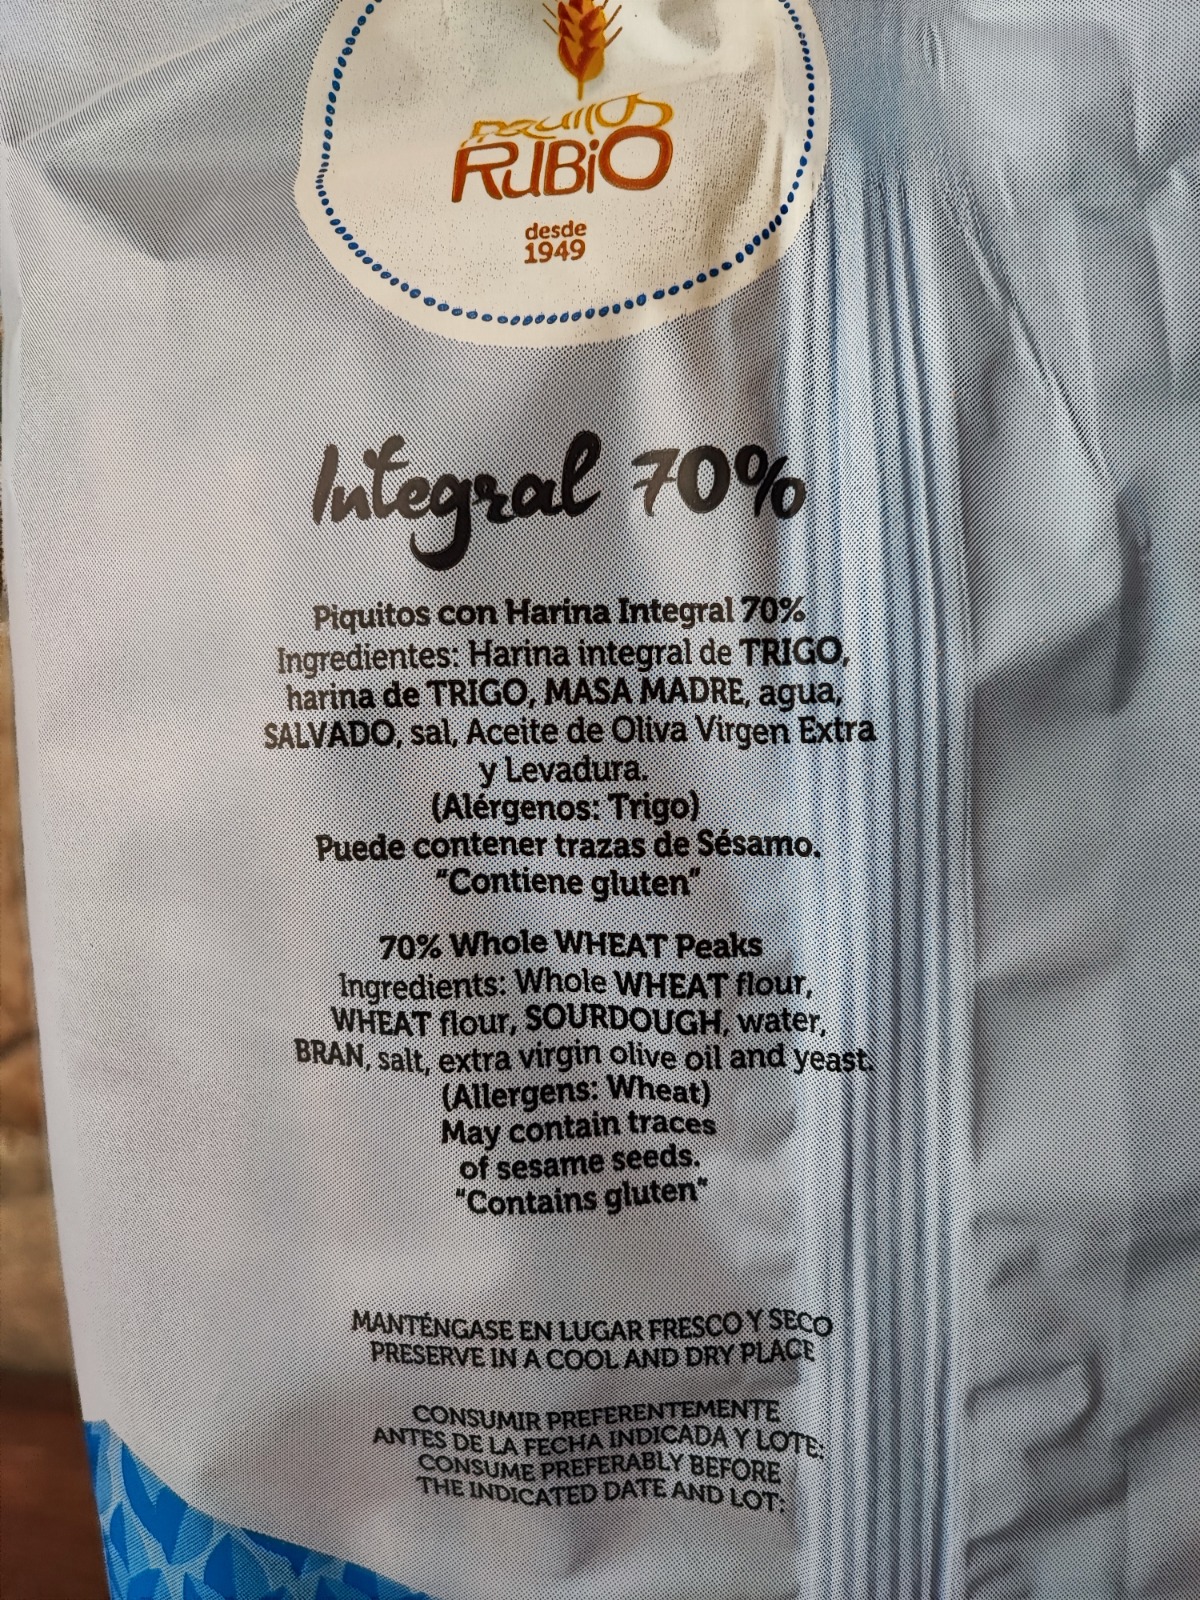 PIQUITOS
RUBiO
desde
1949
Integral 70%
Piquitos con Harina Integral 70%
Ingredientes: Harina integral de TRIGO,
harina de TRIGO, MASA MADRE, agua,
SALVADO, sal, Aceite de Oliva Virgen Extra
y Levadura.
(Alérgenos: Trigo)
Puede contener trazas de Sésamo.
"Contiene gluten"
70% Whole WHEAT Peaks
Ingredients: Whole WHEAT flour,
WHEAT flour, SOURDOUGH, water,
BRAN, salt, extra virgin olive oil and yeast.
(Allergens: Wheat)
May contain traces
of sesame seeds.
"Contains gluten"
MANTÉNGASE EN LUGAR FRESCO Y SECO
PRESERVE IN A COOL AND DRY PLACE
CONSUMIR PREFERENTEMENTE
ANTES DE LA FECHA INDICADA Y LOTE:
CONSUME PREFERABLY BEFORE
THE INDICATED DATE AND LOT: